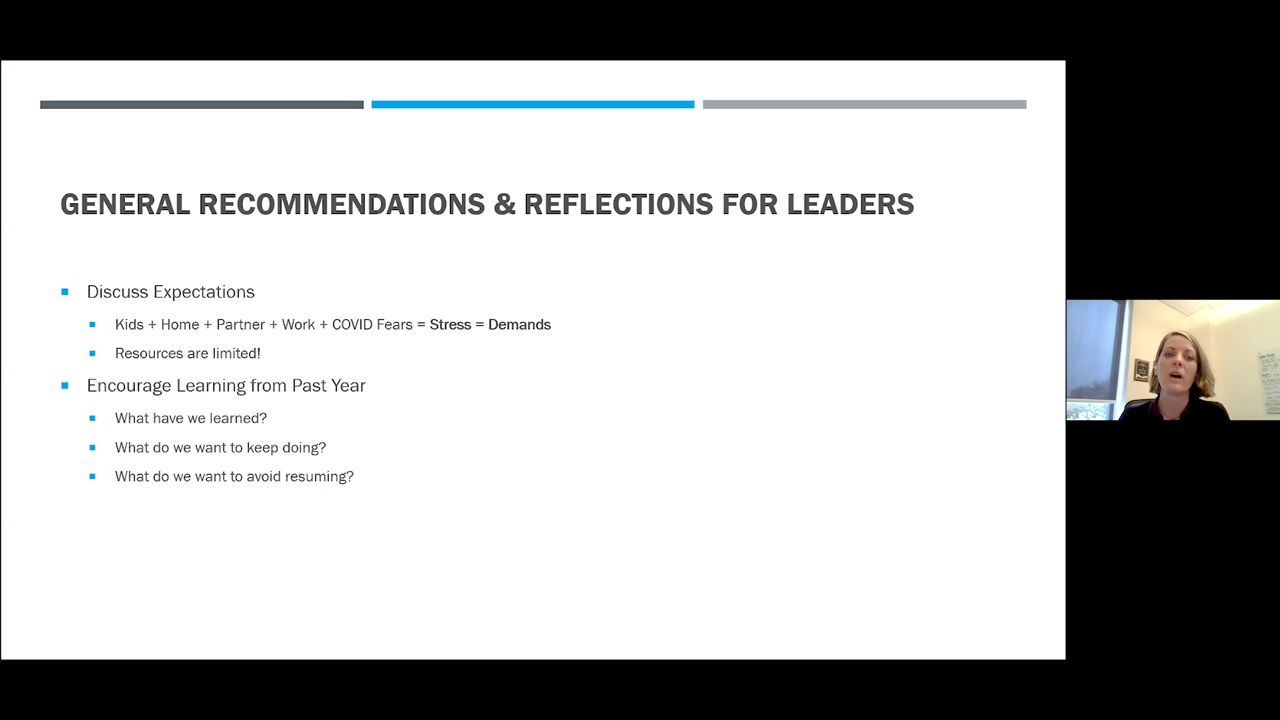 GENERAL RECOMMENDATIONS & REFLECTIONS FOR LEADERS
Discuss Expectations
Kids + Home + Partner + Work + COVID Fears = Stress = Demands
Resources are limited!
Encourage Learning from Past Year
What have we learned?
What do we want to keep doing?
What do we want to avoid resuming?